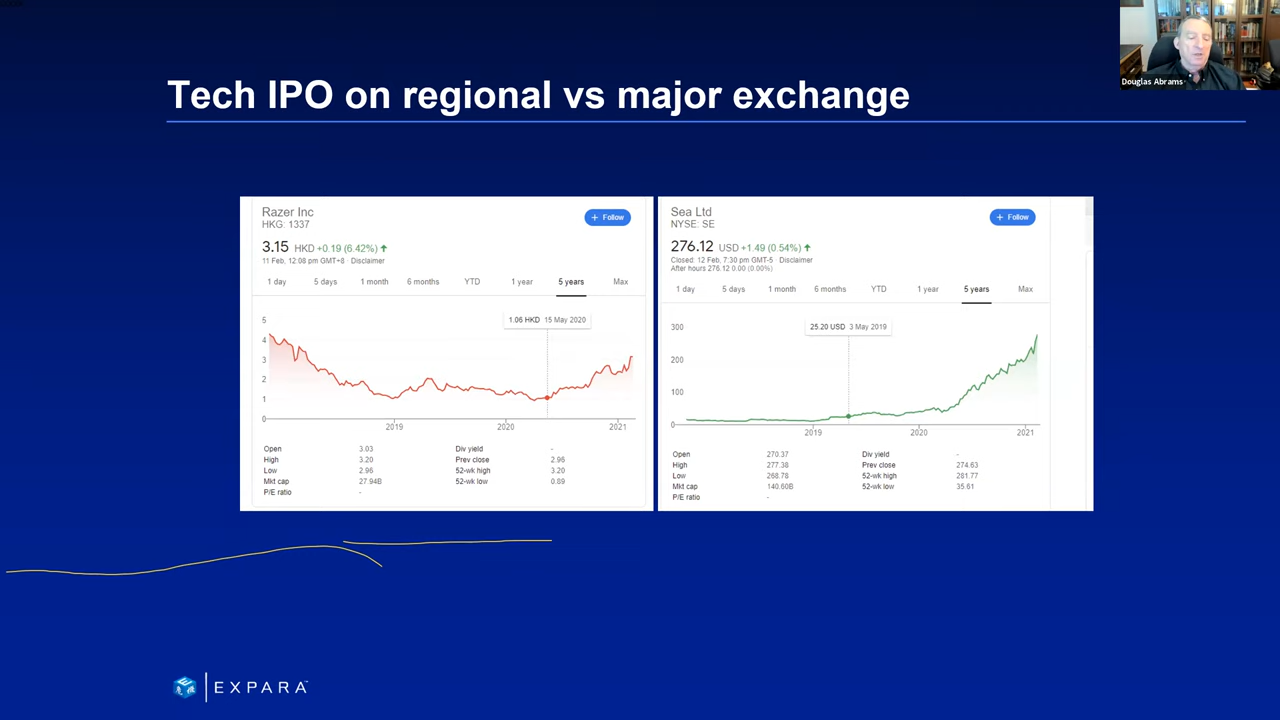 Douglas Abrams
Tech IPO on regional vs major exchange
Razer Inc
HKG: 1337
+ Follow
3.15 HKD +0.19 (6.42%) ↑
11 Feb, 12:08 pm GMT+8 · Disclaimer
1 day 5 days 1 month 6 months YTD 1 year 5 years Max
1.06 HKD 15 May 2020
5
4
3
2
1
0
2019 2020 2021
Open 3.03 Div yield -
High 3.20 Prev close 2.96
Low 2.96 52-wk high 3.20
Mkt cap 27.94B 52-wk low 0.89
P/E ratio -
Sea Ltd
NYSE: SE
+ Follow
276.12 USD +1.49 (0.54%) ↑
Closed: 12 Feb, 7:30 pm GMT-5 · Disclaimer
After hours 276.12 0.00 (0.00%)
1 day 5 days 1 month 6 months YTD 1 year 5 years Max
25.20 USD 3 May 2019
300
200
100
0
2019 2020 2021
Open 270.37 Div yield -
High 277.38 Prev close 274.63
Low 268.78 52-wk high 281.77
Mkt cap 140.60B 52-wk low 35.61
P/E ratio -
EXPARA